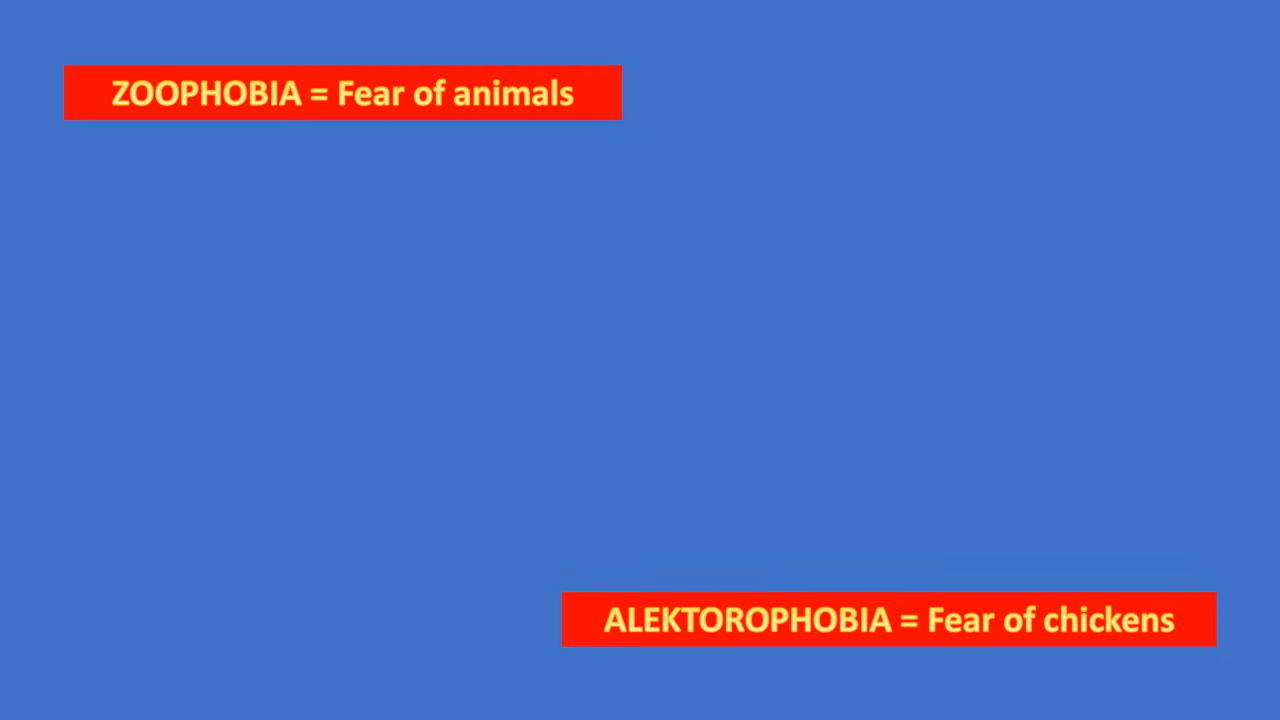 ZOOPHOBIA = Fear of animals
ALEKTOROPHOBIA = Fear of chickens